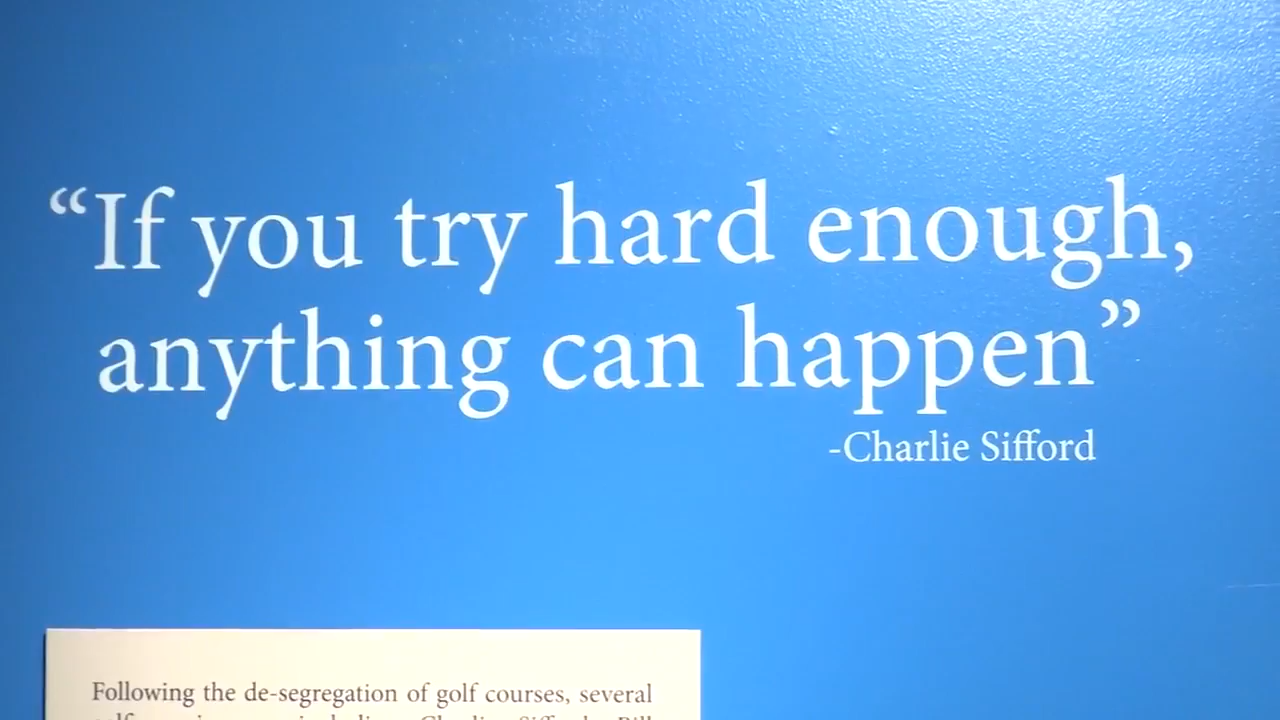 “If you try hard enough,
anything can happen”
-Charlie Sifford
Following the de-segregation of golf courses, several